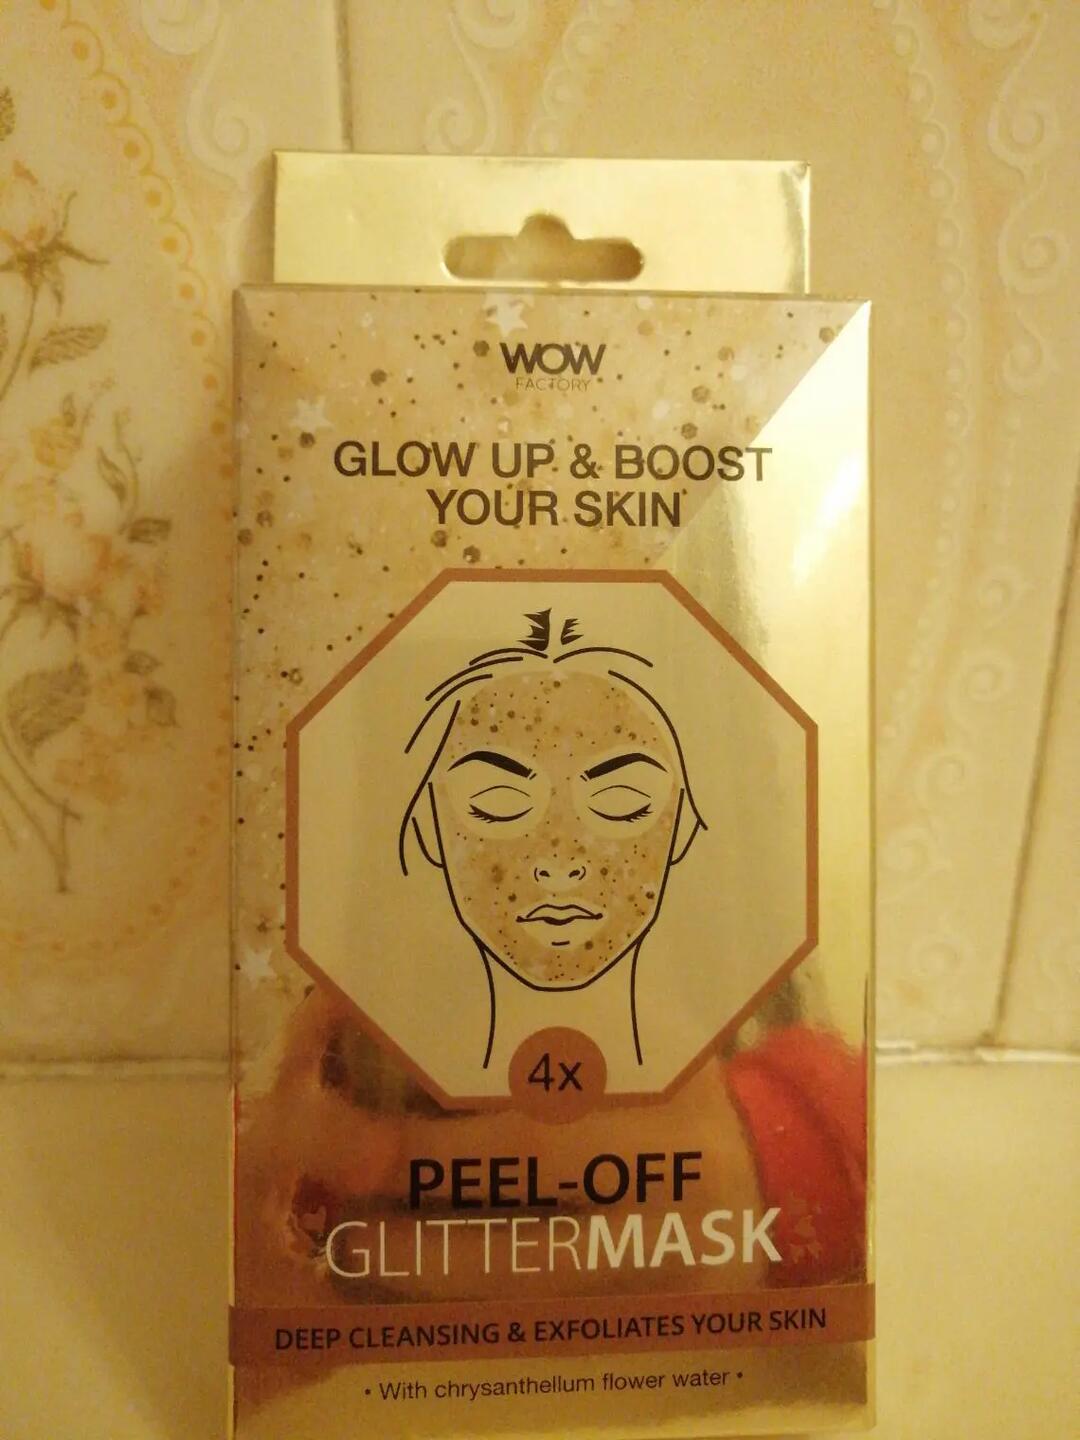 WOW
FACTORY
GLOW UP & BOOST
YOUR SKIN
4x
PEEL-OFF
GLITTERMASK
DEEP CLEANSING & EXFOLIATES YOUR SKIN
• With chrysanthellum flower water •